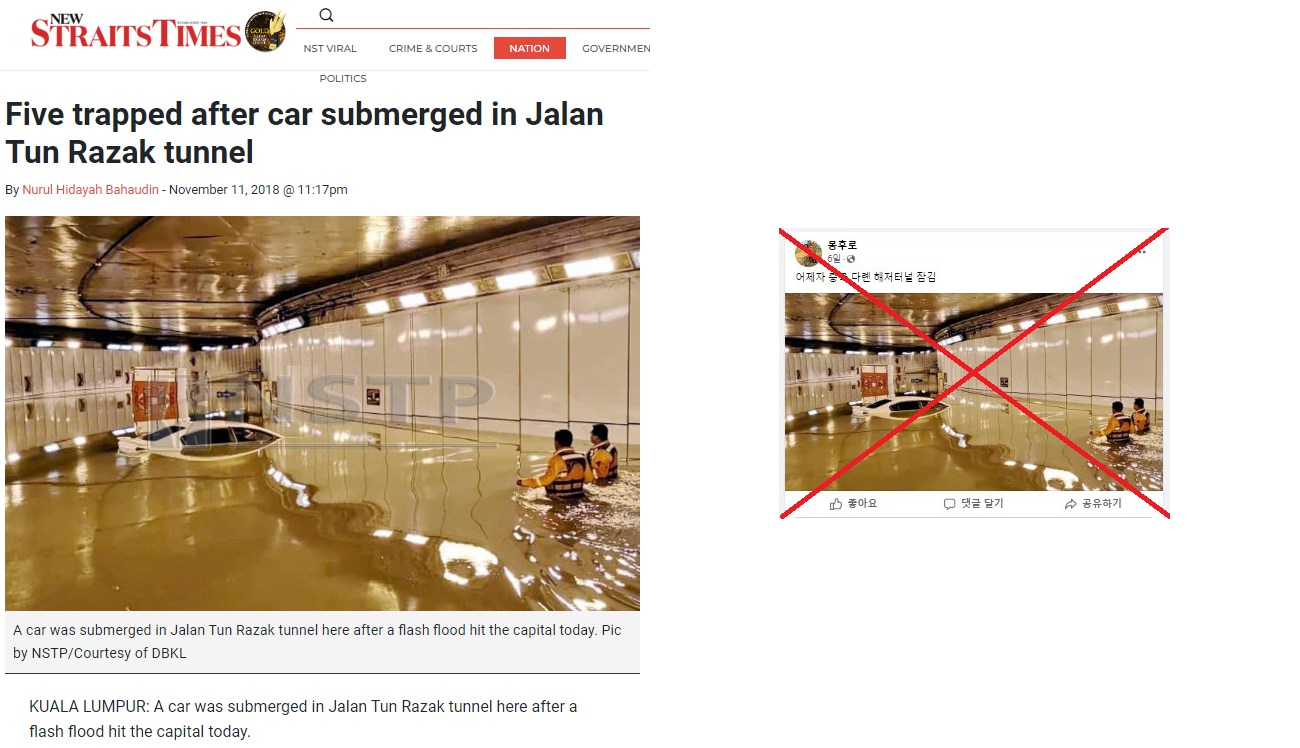 NEW
STRAITS TIMES
NST VIRAL
CRIME & COURTS
NATION
GOVERNMEN
POLITICS
Five trapped after car submerged in Jalan
Tun Razak tunnel
By Nurul Hidayah Bahaudin - November 11, 2018 @ 11:17pm
NSTP
A car was submerged in Jalan Tun Razak tunnel here after a flash flood hit the capital today. Pic
by NSTP/Courtesy of DBKL
KUALA LUMPUR: A car was submerged in Jalan Tun Razak tunnel here after a
flash flood hit the capital today.
몽후로
6일
어제자 중국 다롄 해저터널 잠김
좋아요
댓글 달기
공유하기